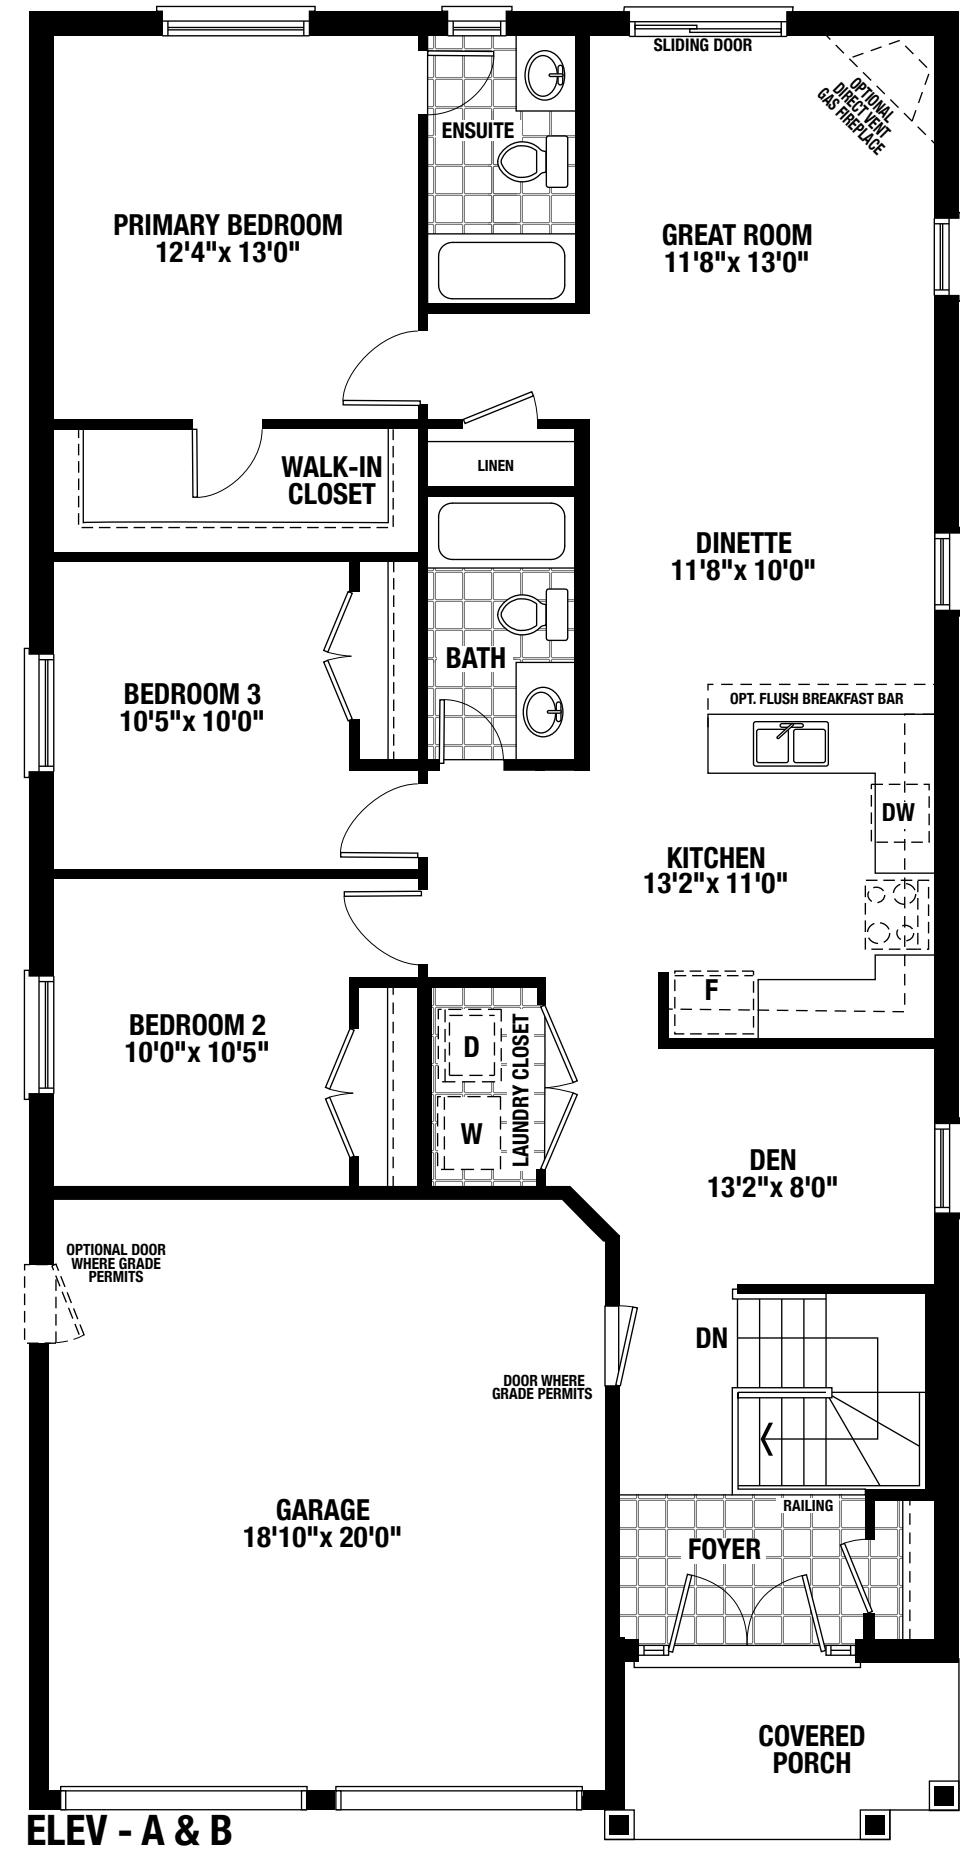 SLIDING DOOR
OPTIONAL
DIRECT VENT
GAS FIREPLACE
ENSUITE
PRIMARY BEDROOM
12'4"x 13'0"
GREAT ROOM
11'8"x 13'0"
WALK-IN
CLOSET
LINEN
DINETTE
11'8"x 10'0"
BATH
BEDROOM 3
10'5"x 10'0"
OPT. FLUSH BREAKFAST BAR
DW
KITCHEN
13'2"x 11'0"
F
BEDROOM 2
10'0"x 10'5"
D
W
LAUNDRY CLOSET
DEN
13'2"x 8'0"
OPTIONAL DOOR
WHERE GRADE
PERMITS
DN
DOOR WHERE
GRADE PERMITS
GARAGE
18'10"x 20'0"
RAILING
FOYER
COVERED
PORCH
ELEV - A & B